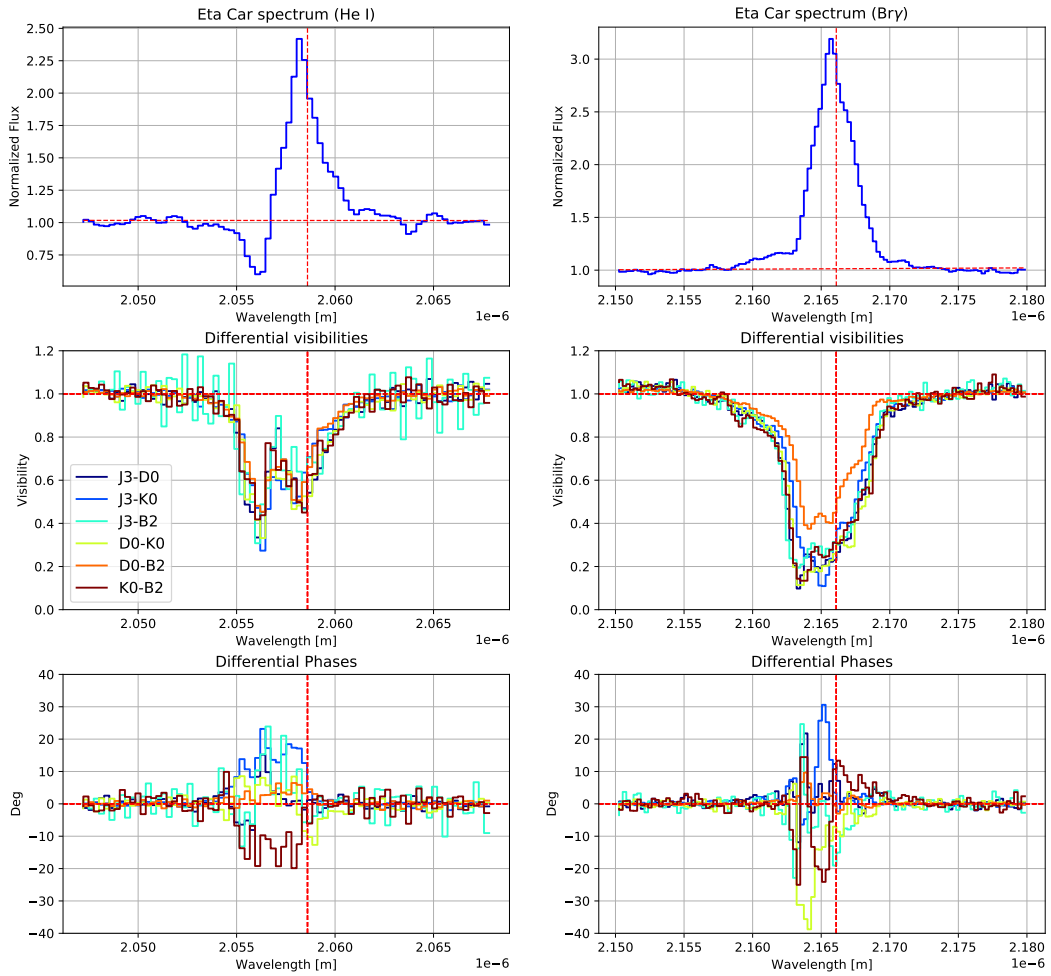 Eta Car spectrum (He I)
2.50
2.25
2.00
1.75
1.50
1.25
1.00
0.75
Normalized Flux
2.050 2.055 2.060 2.065
Wavelength [m]
1e−6
Eta Car spectrum (Brγ)
3.0
2.5
2.0
1.5
1.0
Normalized Flux
2.150 2.155 2.160 2.165 2.170 2.175 2.180
Wavelength [m]
1e−6
Differential visibilities
1.2
1.0
0.8
0.6
0.4
0.2
0.0
Visibility
J3-D0
J3-K0
J3-B2
D0-K0
D0-B2
K0-B2
2.050 2.055 2.060 2.065
Wavelength [m]
1e−6
Differential visibilities
1.2
1.0
0.8
0.6
0.4
0.2
0.0
Visibility
2.150 2.155 2.160 2.165 2.170 2.175 2.180
Wavelength [m]
1e−6
Differential Phases
40
30
20
10
0
−10
−20
−30
−40
Deg
2.050 2.055 2.060 2.065
Wavelength [m]
1e−6
Differential Phases
40
30
20
10
0
−10
−20
−30
−40
Deg
2.150 2.155 2.160 2.165 2.170 2.175 2.180
Wavelength [m]
1e−6